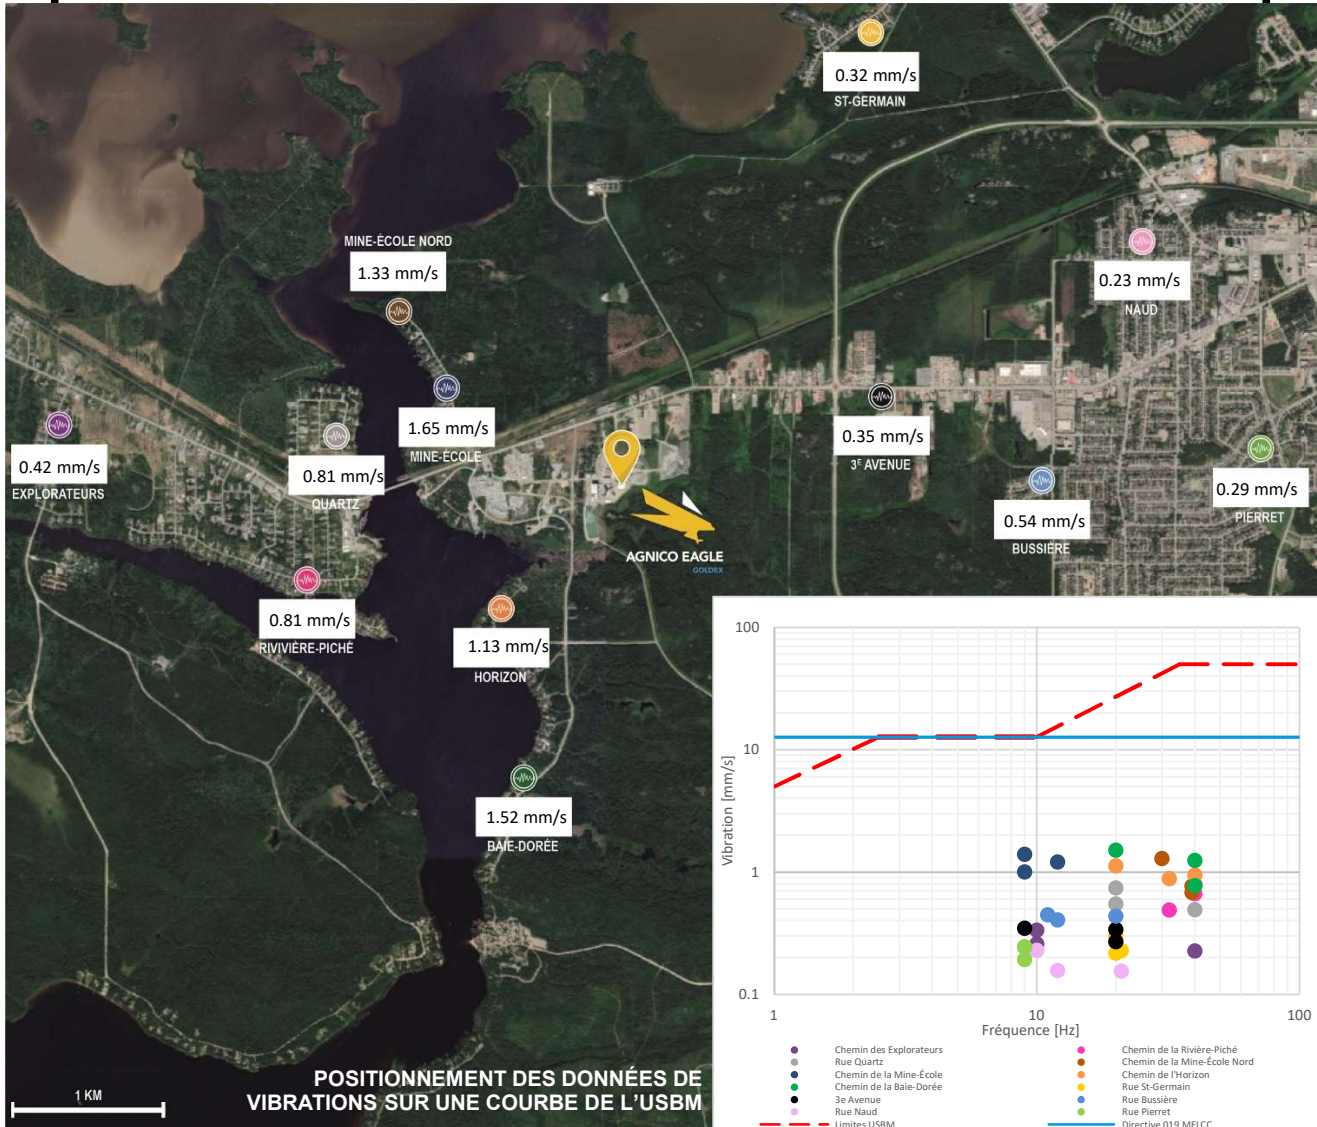 0.32 mm/s
ST-GERMAIN
MINE-ÉCOLE NORD
1.33 mm/s
0.23 mm/s
NAUD
1.65 mm/s
MINE-ÉCOLE
0.42 mm/s
EXPLORATEURS
0.81 mm/s
QUARTZ
0.35 mm/s
3E AVENUE
0.29 mm/s
PIERRET
0.54 mm/s
BUSSIÈRE
AGNICO EAGLE
GOLDEX
0.81 mm/s
RIVIVIÈRE-PICHÉ
1.13 mm/s
HORIZON
1.52 mm/s
BAIE-DORÉE
100
10
1
0.1
Vibration [mm/s]
1
10
100
Fréquence [Hz]
Chemin des Explorateurs
Chemin de la Rivière-Piché
Rue Quartz
Chemin de la Mine-École Nord
Chemin de la Mine-École
Chemin de l'Horizon
Chemin de la Baie-Dorée
Rue St-Germain
3e Avenue
Rue Bussière
Rue Naud
Rue Pierret
Limites USBM
Directive 019 MELCC
POSITIONNEMENT DES DONNÉES DE
VIBRATIONS SUR UNE COURBE DE L'USBM
1 KM